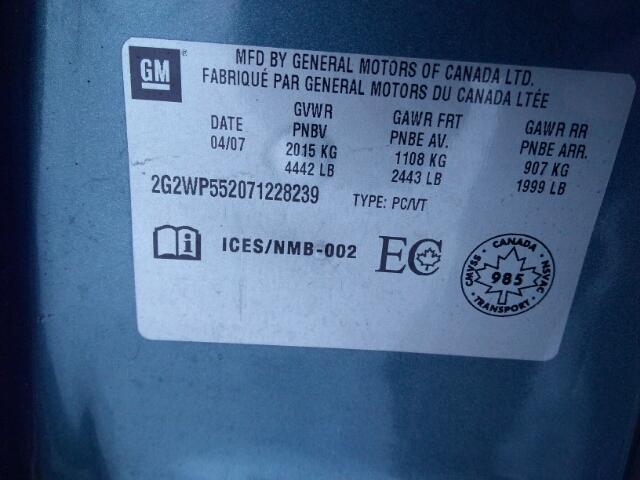 GM
MFD BY GENERAL MOTORS OF CANADA LTD.
FABRIQUÉ PAR GENERAL MOTORS DU CANADA LTÉE
DATE
04/07
GVWR
PNBV
2015 KG
4442 LB
GAWR FRT
PNBE AV.
1108 KG
2443 LB
GAWR RR
PNBE ARR.
907 KG
1999 LB
2G2WP552071228239 TYPE: PC/VT
i ICES/NMB-002 EC
CANADA
CMVSS NSVAC
985
TRANSPORT